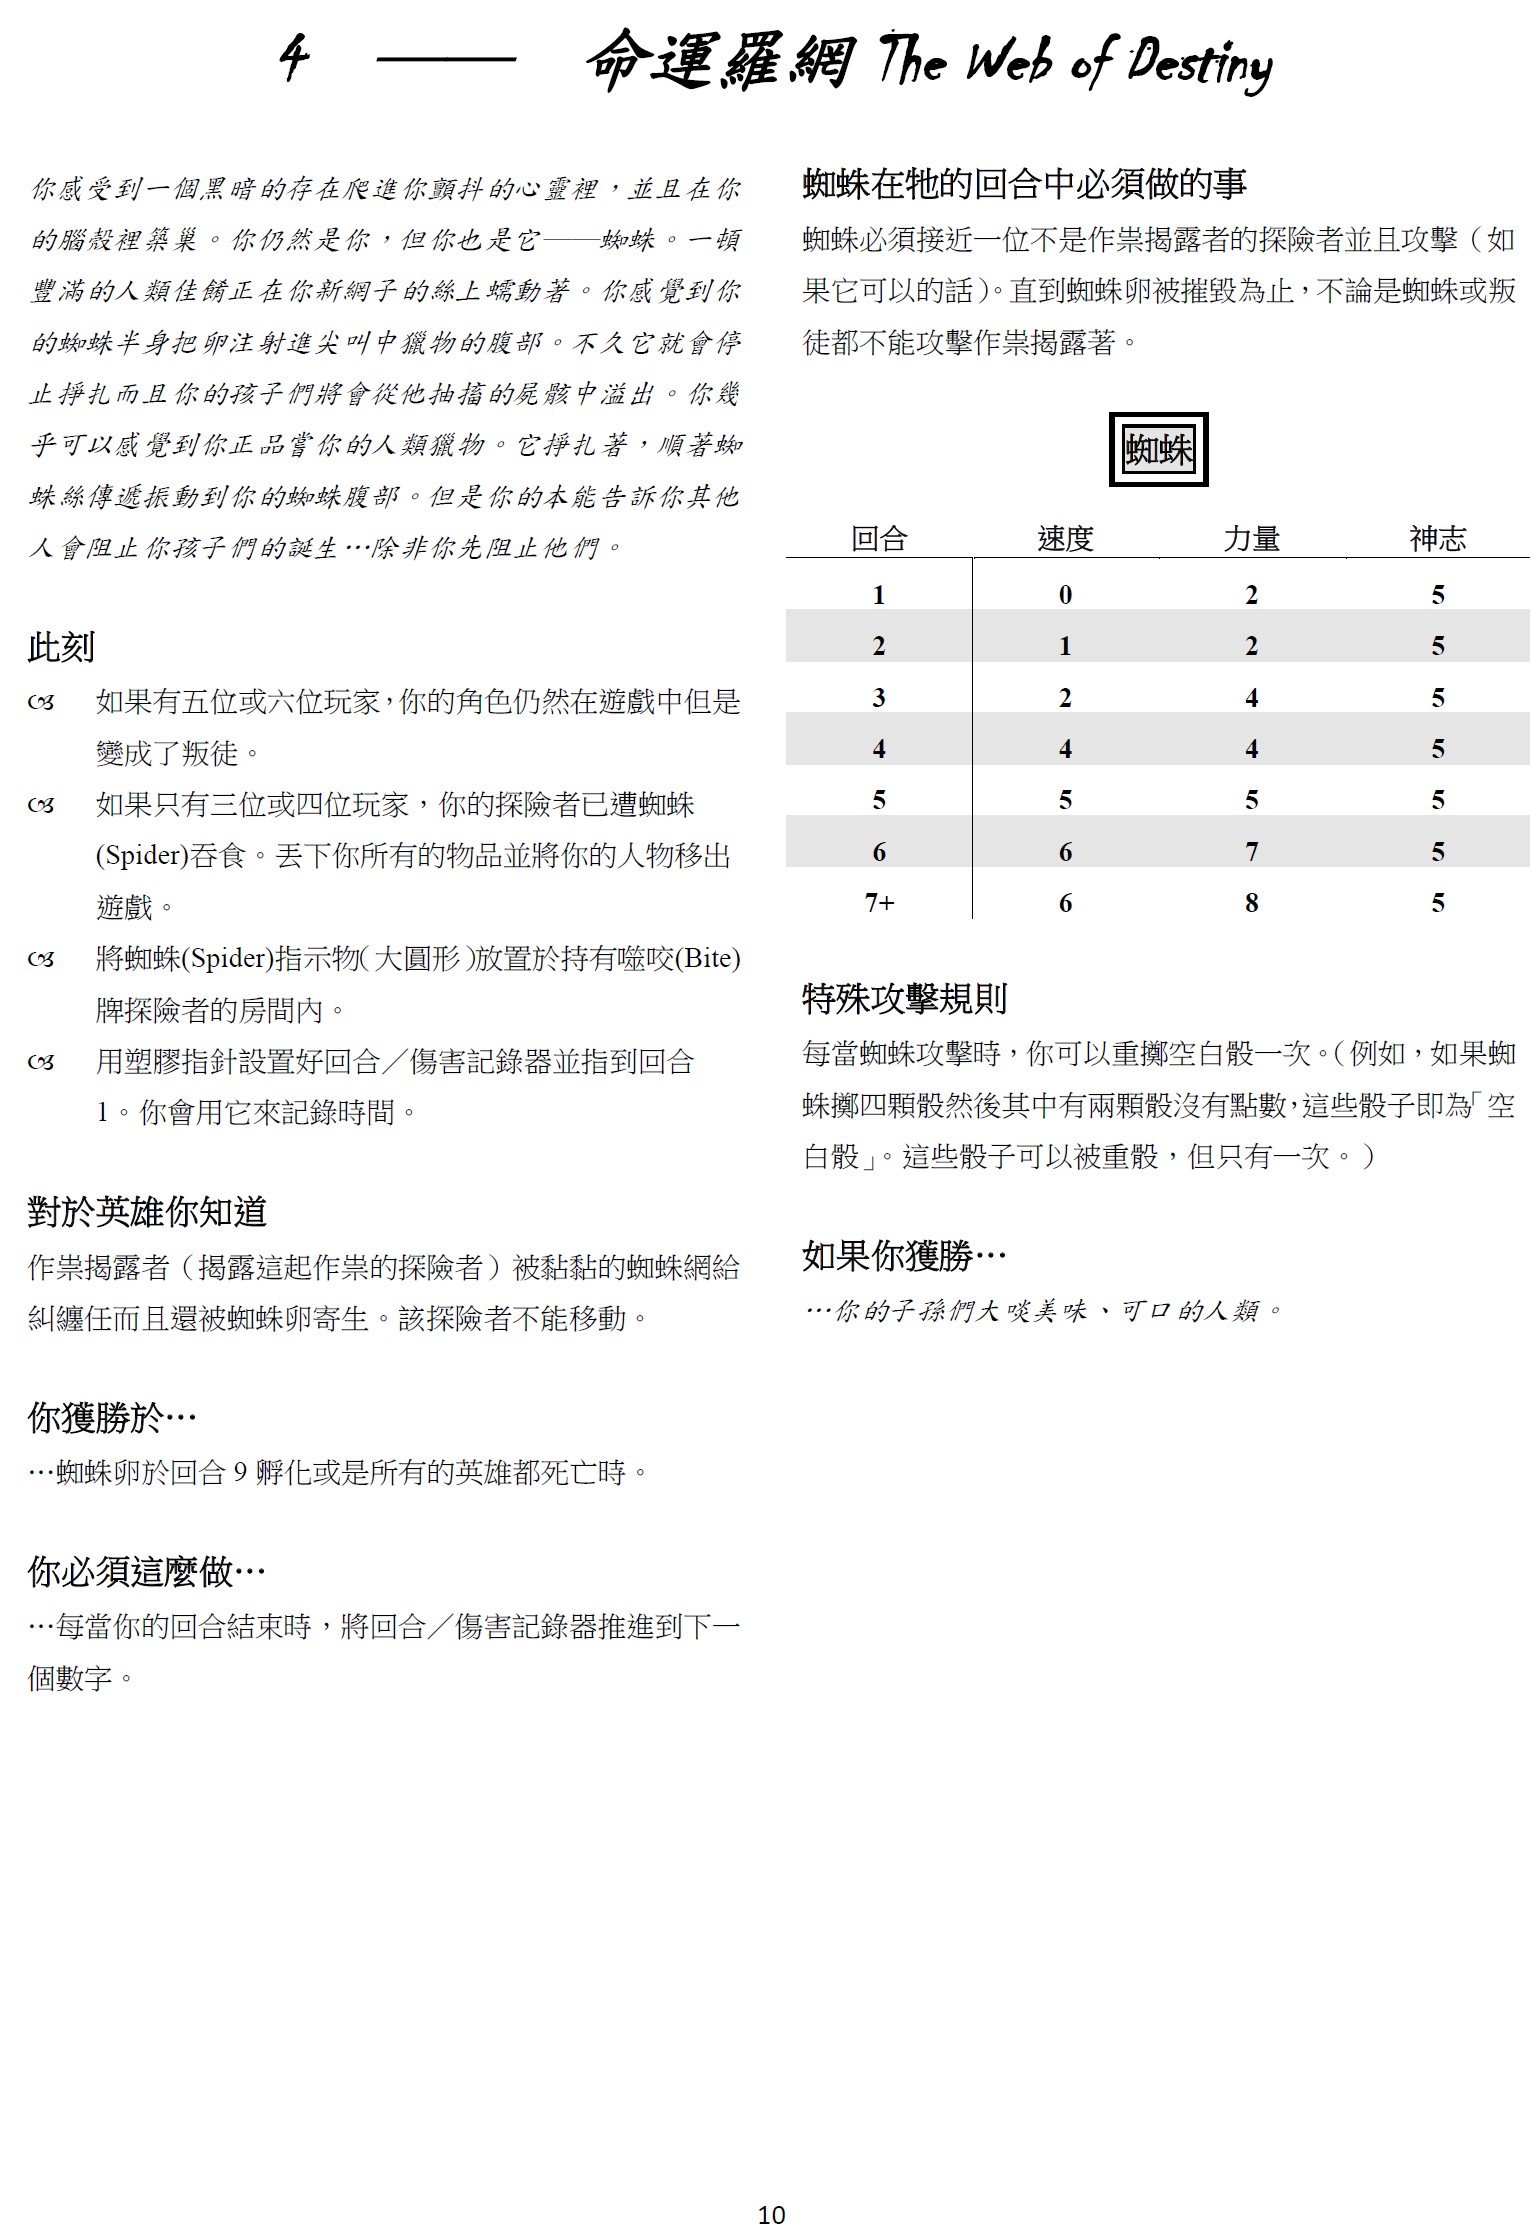 4 —— 命運羅網 The Web of Destiny
你感受到一個黑暗的存在爬進你顫抖的心靈裡，並且在你
的腦殼裡築巢。你仍然是你，但你也是它——蜘蛛。一頓
豐滿的人類佳餚正在你新網子的絲上蠕動著。你感覺到你
的蜘蛛半身把卵注射進尖叫中獵物的腹部。不久它就會停
止掙扎而且你的孩子們將會從他抽搐的屍骸中溢出。你幾
乎可以感覺到你正品嘗你的人類獵物。它掙扎著，順著蜘
蛛絲傳遞振動到你的蜘蛛腹部。但是你的本能告訴你其他
人會阻止你孩子們的誕生…除非你先阻止他們。
此刻
如果有五位或六位玩家，你的角色仍然在遊戲中但是
變成了叛徒。
如果只有三位或四位玩家，你的探險者已遭蜘蛛
(Spider)吞食。丟下你所有的物品並將你的人物移出
遊戲。
將蜘蛛(Spider)指示物（大圓形）放置於持有噬咬(Bite)
牌探險者的房間內。
用塑膠指針設置好回合／傷害記錄器並指到回合
1。你會用它來記錄時間。
對於英雄你知道
作祟揭露者（揭露這起作祟的探險者）被黏黏的蜘蛛網給
糾纏任而且還被蜘蛛卵寄生。該探險者不能移動。
你獲勝於…
…蜘蛛卵於回合 9 孵化或是所有的英雄都死亡時。
你必須這麼做…
…每當你的回合結束時，將回合／傷害記錄器推進到下一
個數字。
蜘蛛在牠的回合中必須做的事
蜘蛛必須接近一位不是作祟揭露者的探險者並且攻擊（如
果它可以的話）。直到蜘蛛卵被摧毀為止，不論是蜘蛛或叛
徒都不能攻擊作祟揭露著。
蜘蛛
回合 速度 力量 神志
1 0 2 5
2 1 2 5
3 2 4 5
4 4 4 5
5 5 5 5
6 6 7 5
7+ 6 8 5
特殊攻擊規則
每當蜘蛛攻擊時，你可以重擲空白骰一次。（例如，如果蜘
蛛擲四顆骰然後其中有兩顆骰沒有點數，這些骰子即為「空
白骰」。這些骰子可以被重骰，但只有一次。）
如果你獲勝…
…你的子孫們大啖美味、可口的人類。
10